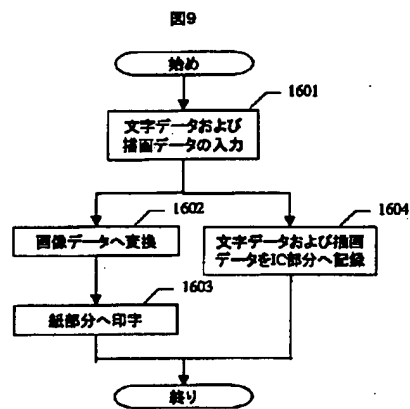 図9
始め
1601
文字データおよび
描画データの入力
1602
画像データへ変換
1604
文字データおよび描画
データをIC部分へ記録
1603
紙部分へ印字
終り